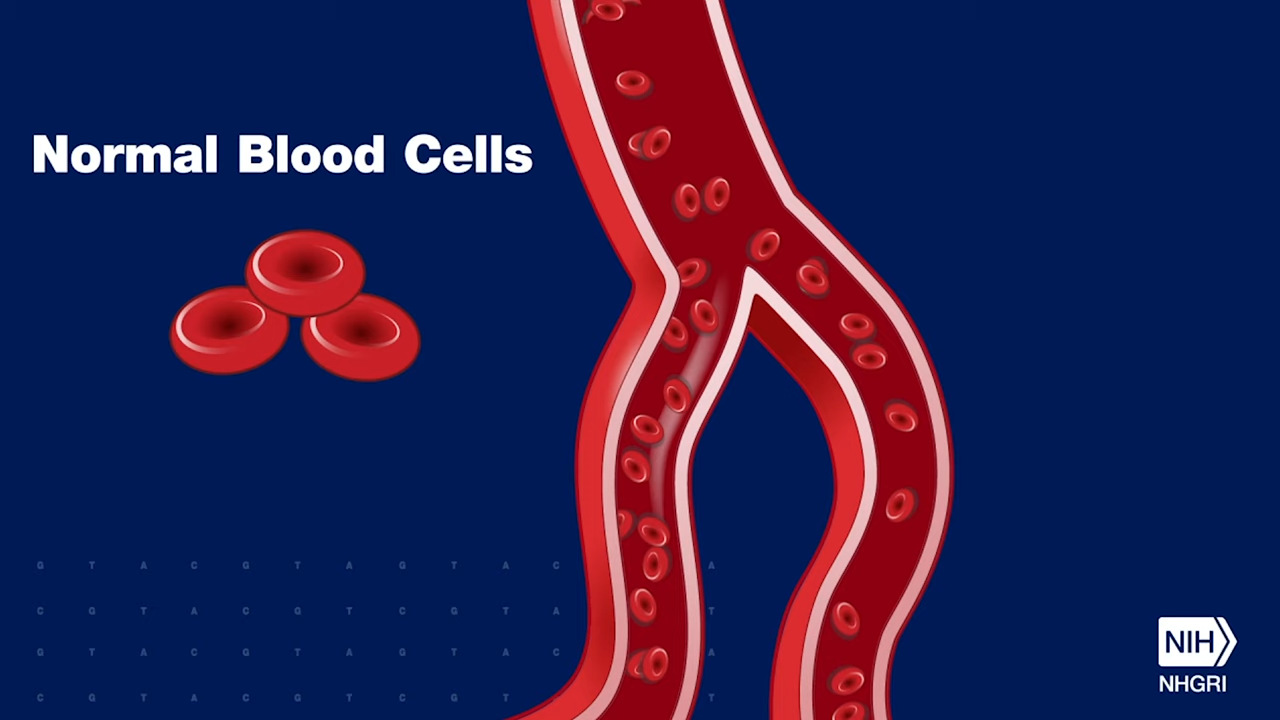 Normal Blood Cells
G T A C G T A G T A C A
C G T A C G T C G T A T
G T A C G T A G T A C A
C G T A C G T C G T T
NIH
NHGRI